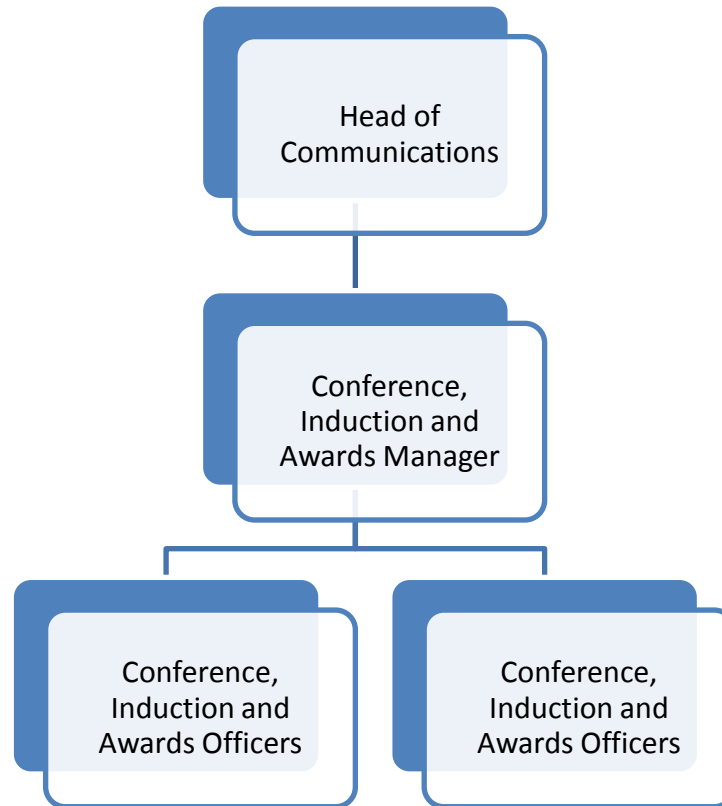 Head of
Communications
Conference,
Induction and
Awards Manager
Conference,
Induction and
Awards Officers
Conference,
Induction and
Awards Officers